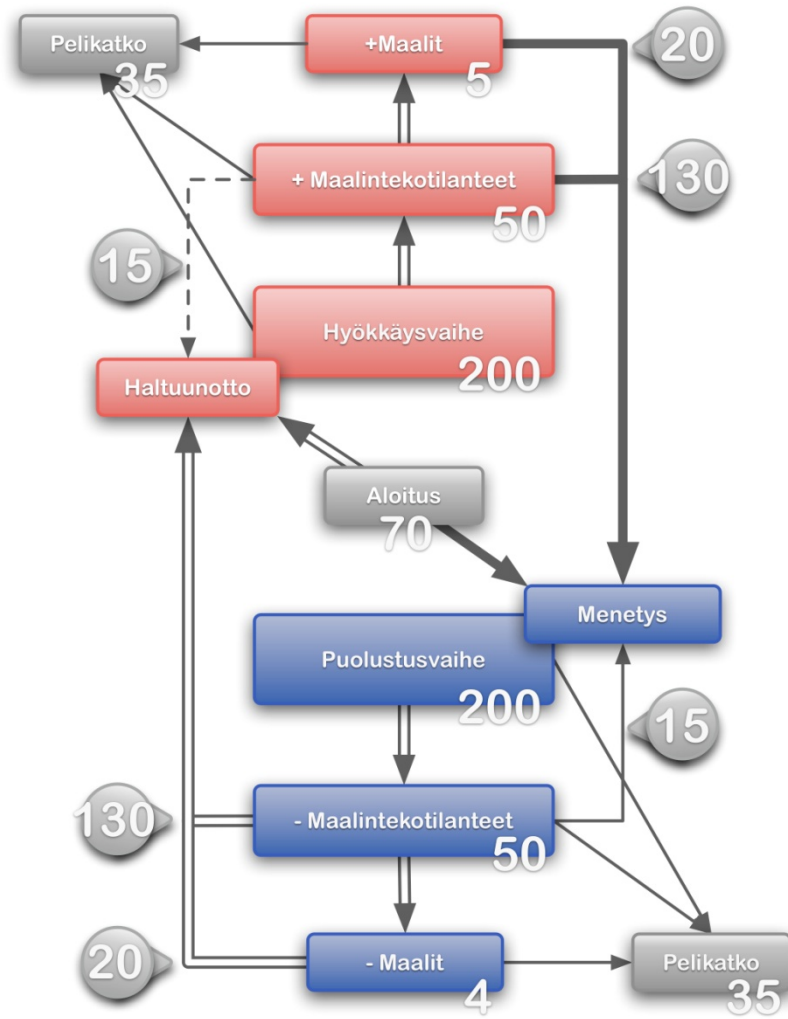 Pelikatko
35
+Maalit
5
20
+ Maalintekotilanteet
50
130
15
Hyökkäysvaihe
200
Haltuunotto
Aloitus
70
Menetys
Puolustusvaihe
200
15
130
- Maalintekotilanteet
50
20
- Maalit
4
Pelikatko
35